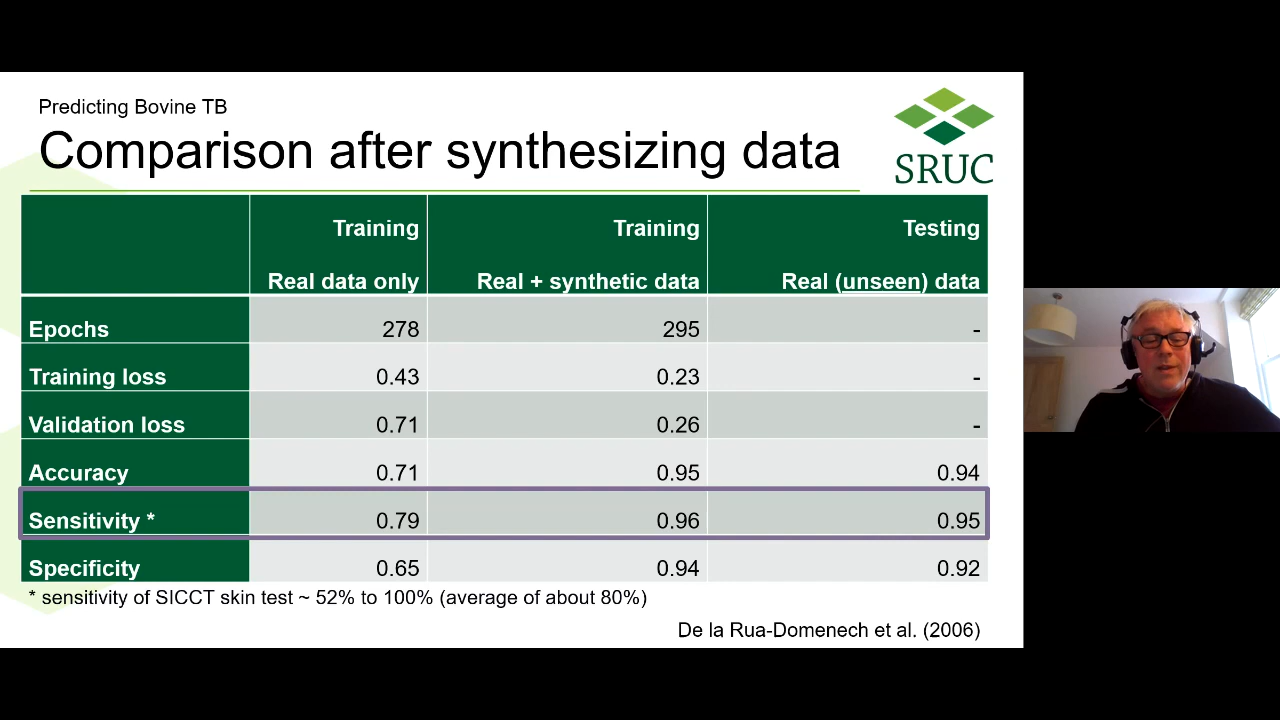 Predicting Bovine TB
Comparison after synthesizing data
SRUC
Training Training Testing
Real data only Real + synthetic data Real (unseen) data
Epochs 278 295 -
Training loss 0.43 0.23 -
Validation loss 0.71 0.26 -
Accuracy 0.71 0.95 0.94
Sensitivity * 0.79 0.96 0.95
Specificity 0.65 0.94 0.92
* sensitivity of SICCT skin test ~ 52% to 100% (average of about 80%)
De la Rua-Domenech et al. (2006)